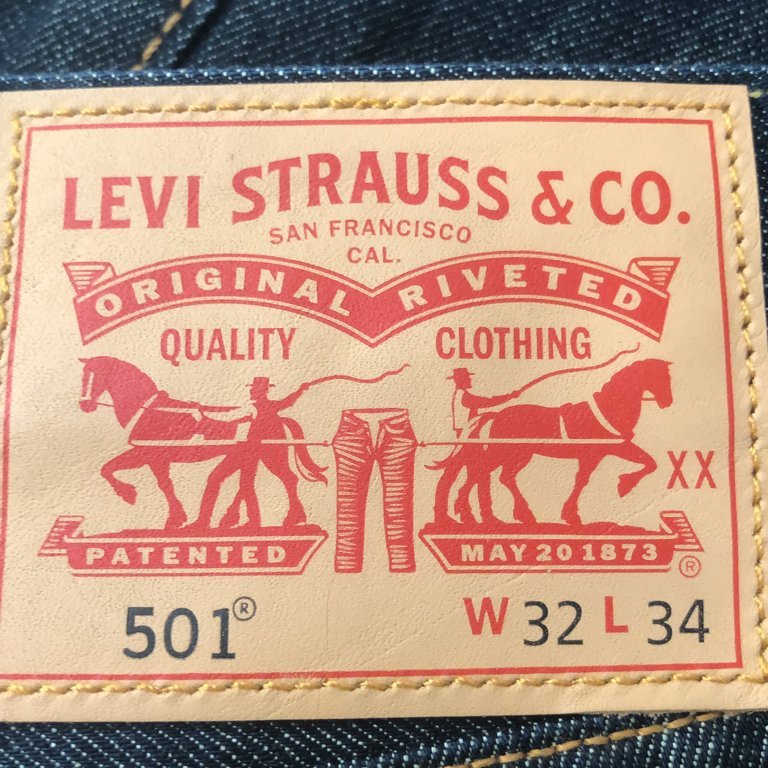 LEVI STRAUSS & CO.
SAN FRANCISCO
CAL.
ORIGINAL RIVETED
QUALITY CLOTHING
XX
PATENTED MAY 20 1873 ®
501® W 32 L 34